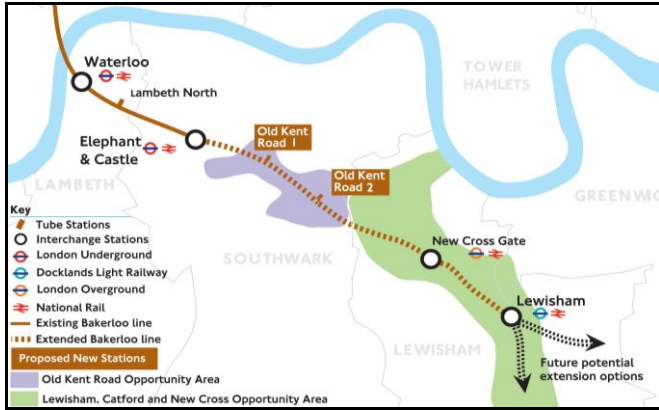 Waterloo
Lambeth North
TOWER
HAMLETS
Elephant
& Castle
Old Kent
Road 1
Old Kent
Road 2
LAMBETH
GREENWO
Key
Tube Stations
Interchange Stations
London Underground
Docklands Light Railway
London Overground
National Rail
Existing Bakerloo line
Extended Bakerloo line
Proposed New Stations
Old Kent Road Opportunity Area
Lewisham, Catford and New Cross Opportunity Area
SOUTHWARK
New Cross Gate
Lewisham
LEWISHAM
Future potential
extension options